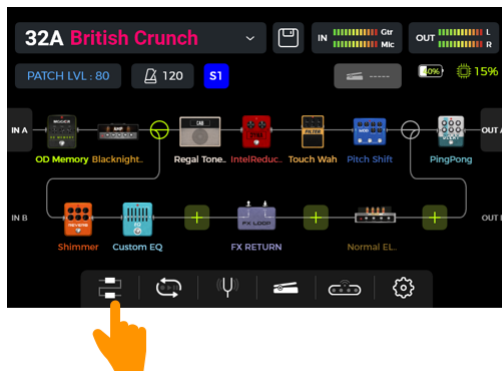 32A British Crunch
IN Gtr Mic
OUT L R
PATCH LVL : 80
120
S1
-----
60%
15%
IN A
OUT A
OD Memory Blacknight.. Regal Tone.. IntelReduc.. Touch Wah Pitch Shift PingPong
IN B
OUT
Shimmer Custom EQ FX RETURN Normal EL..